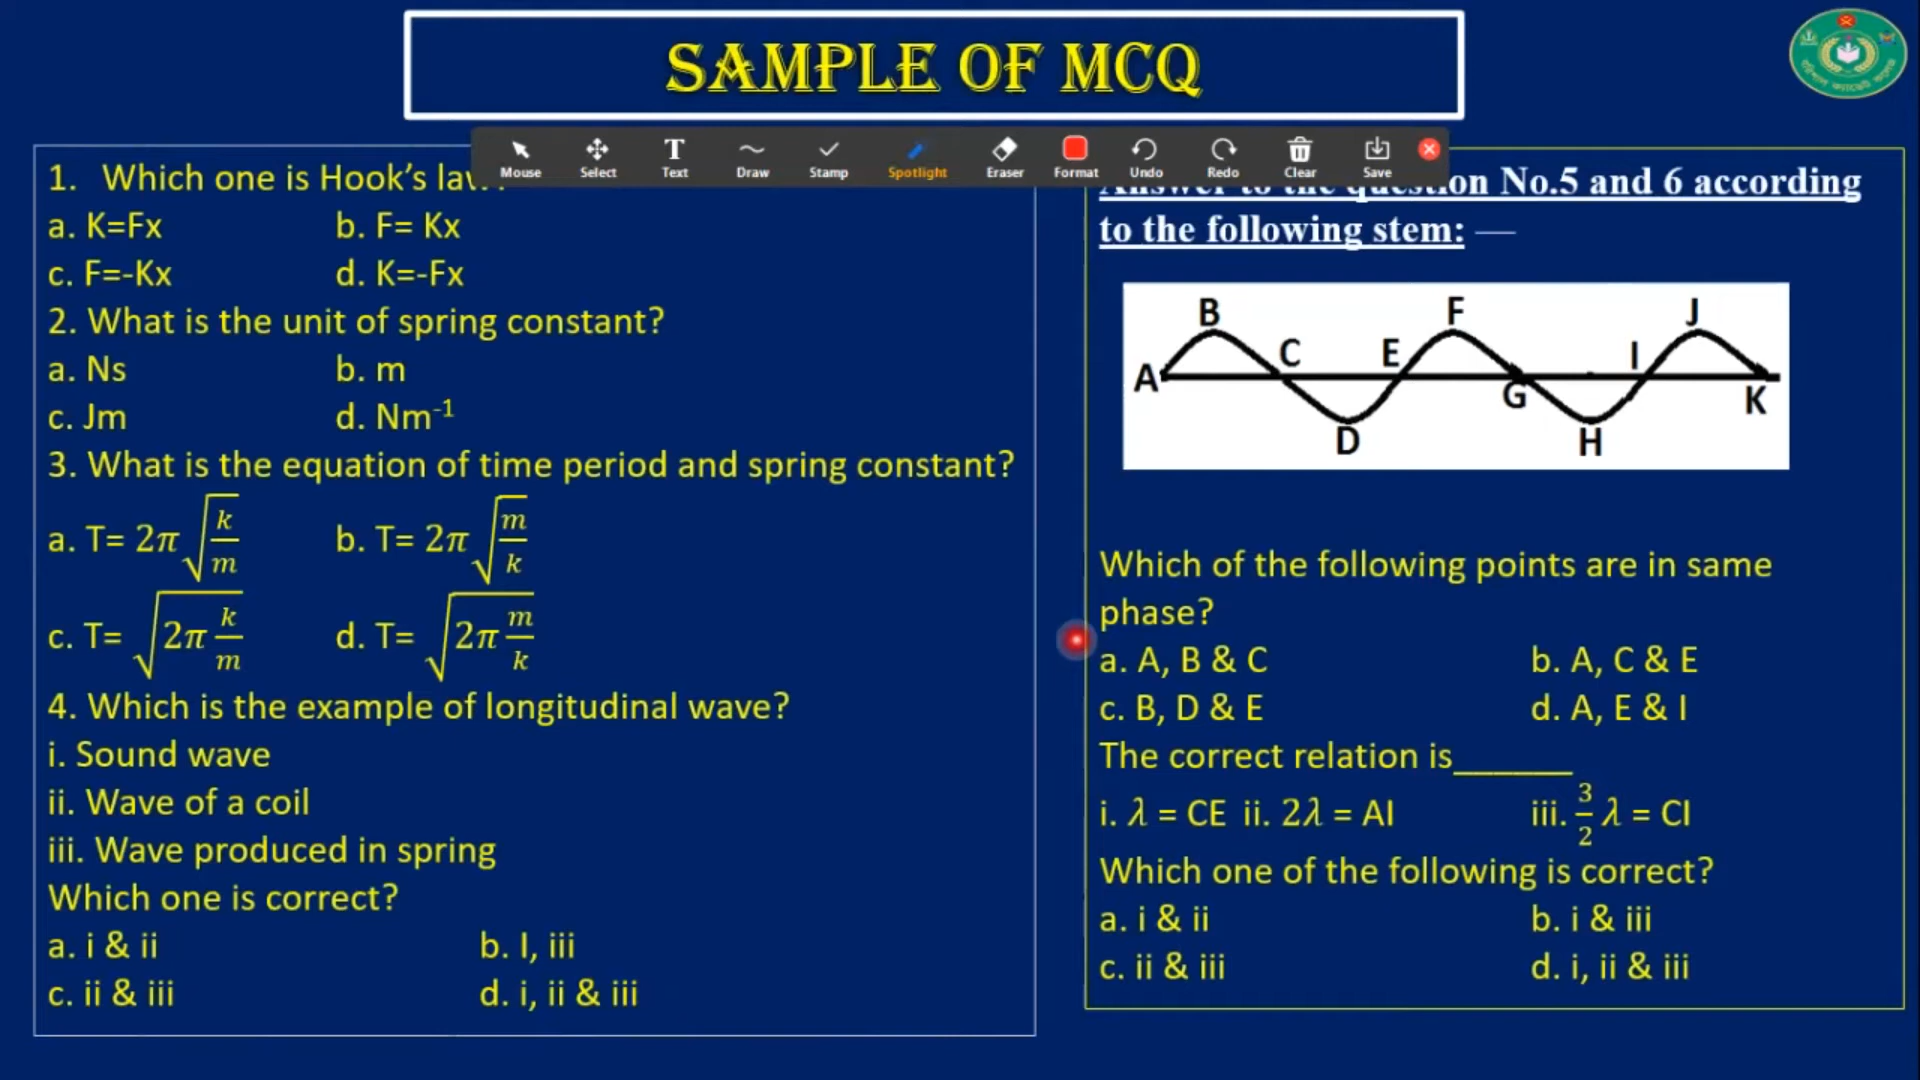 SAMPLE OF MCQ
Mouse Select Text Draw Stamp Spotlight Eraser Format Undo Redo Clear Save
1. Which one is Hook's law?
a. K=Fx b. F= Kx
c. F=-Kx d. K=-Fx
2. What is the unit of spring constant?
a. Ns b. m
c. Jm d. Nm⁻¹
3. What is the equation of time period and spring constant?
a. T= 2π√(k/m) b. T= 2π√(m/k)
c. T= √(2π k/m) d. T= √(2π m/k)
4. Which is the example of longitudinal wave?
i. Sound wave
ii. Wave of a coil
iii. Wave produced in spring
Which one is correct?
a. i & ii b. I, iii
c. ii & iii d. i, ii & iii
Answer to the question No.5 and 6 according
to the following stem: —
B F J
C E I
A G K
D H
Which of the following points are in same
phase?
a. A, B & C b. A, C & E
c. B, D & E d. A, E & I
The correct relation is______
i. λ = CE ii. 2λ = AI iii. 3/2 λ = CI
Which one of the following is correct?
a. i & ii b. i & iii
c. ii & iii d. i, ii & iii